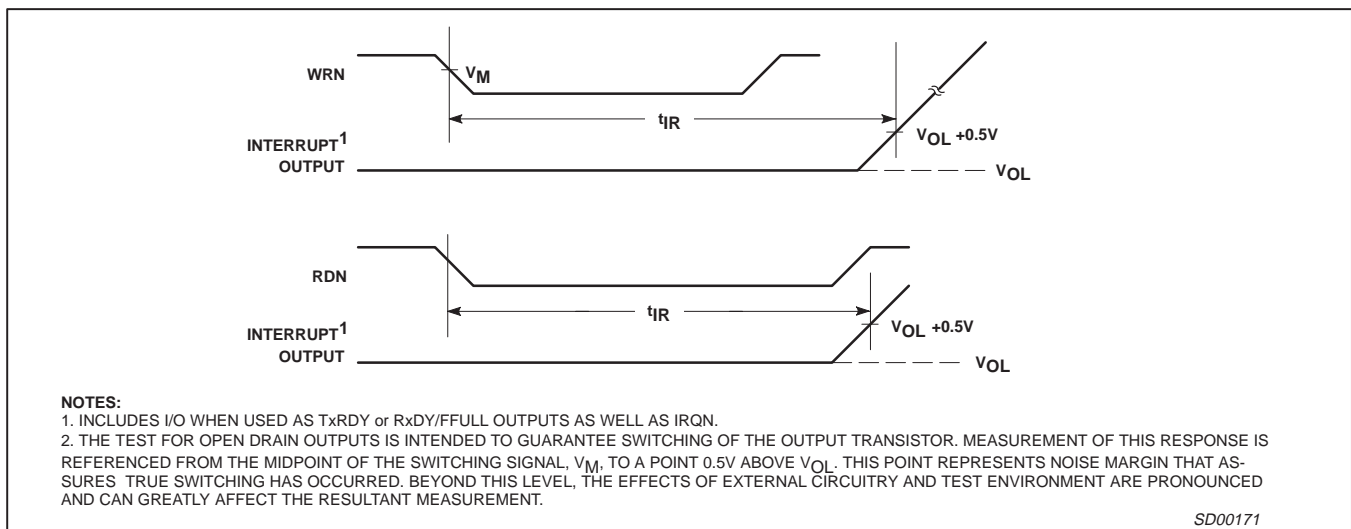 WRN
VM
tIR
VOL +0.5V
INTERRUPT1
OUTPUT
VOL
RDN
tIR
VOL +0.5V
INTERRUPT1
OUTPUT
VOL
NOTES:
1. INCLUDES I/O WHEN USED AS TxRDY or RxDY/FFULL OUTPUTS AS WELL AS IRQN.
2. THE TEST FOR OPEN DRAIN OUTPUTS IS INTENDED TO GUARANTEE SWITCHING OF THE OUTPUT TRANSISTOR. MEASUREMENT OF THIS RESPONSE IS
REFERENCED FROM THE MIDPOINT OF THE SWITCHING SIGNAL, VM, TO A POINT 0.5V ABOVE VOL. THIS POINT REPRESENTS NOISE MARGIN THAT AS-
SURES TRUE SWITCHING HAS OCCURRED. BEYOND THIS LEVEL, THE EFFECTS OF EXTERNAL CIRCUITRY AND TEST ENVIRONMENT ARE PRONOUNCED
AND CAN GREATLY AFFECT THE RESULTANT MEASUREMENT.
SD00171